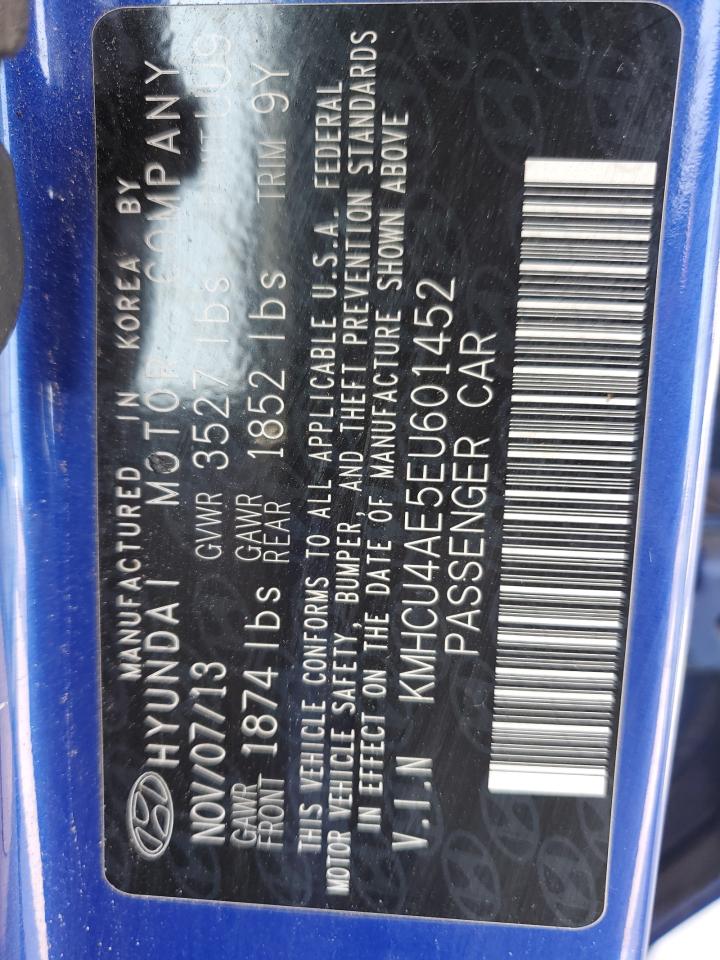 MANUFACTURED IN KOREA BY
HYUNDAI MOTOR COMPANY
NOV/07/13 GVWR 3527 lbs
GAWR FRONT 1874 lbs GAWR REAR 1852 lbs TRIM 9Y
THIS VEHICLE CONFORMS TO ALL APPLICABLE U.S.A. FEDERAL
MOTOR VEHICLE SAFETY, BUMPER, AND THEFT PREVENTION STANDARDS
IN EFFECT ON THE DATE OF MANUFACTURE SHOWN ABOVE
V.I.N KMHCU4AE5EU601452
PASSENGER CAR